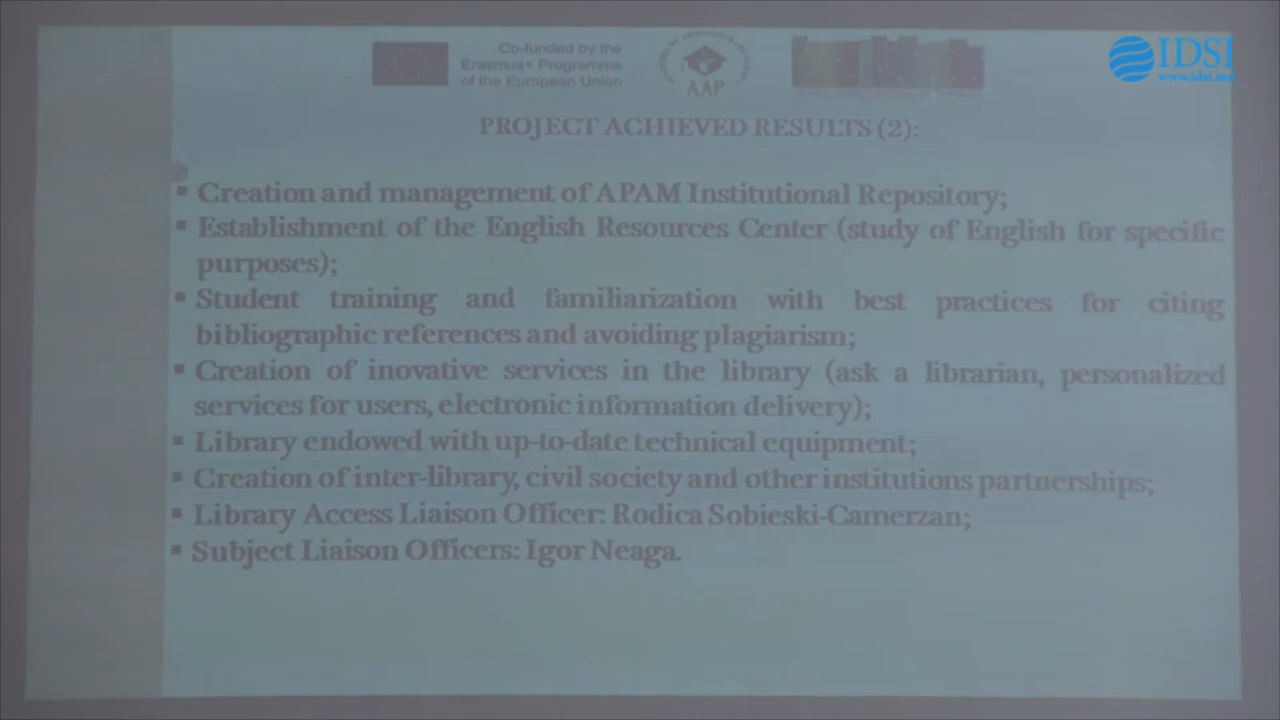 Co-funded by the
Erasmus+ Programme
of the European Union
AAP
IDSI
www.idsi.md
PROJECT ACHIEVED RESULTS (2):
▪ Creation and management of APAM Institutional Repository;
▪ Establishment of the English Resources Center (study of English for specific
purposes);
▪ Student training and familiarization with best practices for citing
bibliographic references and avoiding plagiarism;
▪ Creation of inovative services in the library (ask a librarian, personalized
services for users, electronic information delivery);
▪ Library endowed with up-to-date technical equipment;
▪ Creation of inter-library, civil society and other institutions partnerships;
▪ Library Access Liaison Officer: Rodica Sobieski-Camerzan;
▪ Subject Liaison Officers: Igor Neaga.